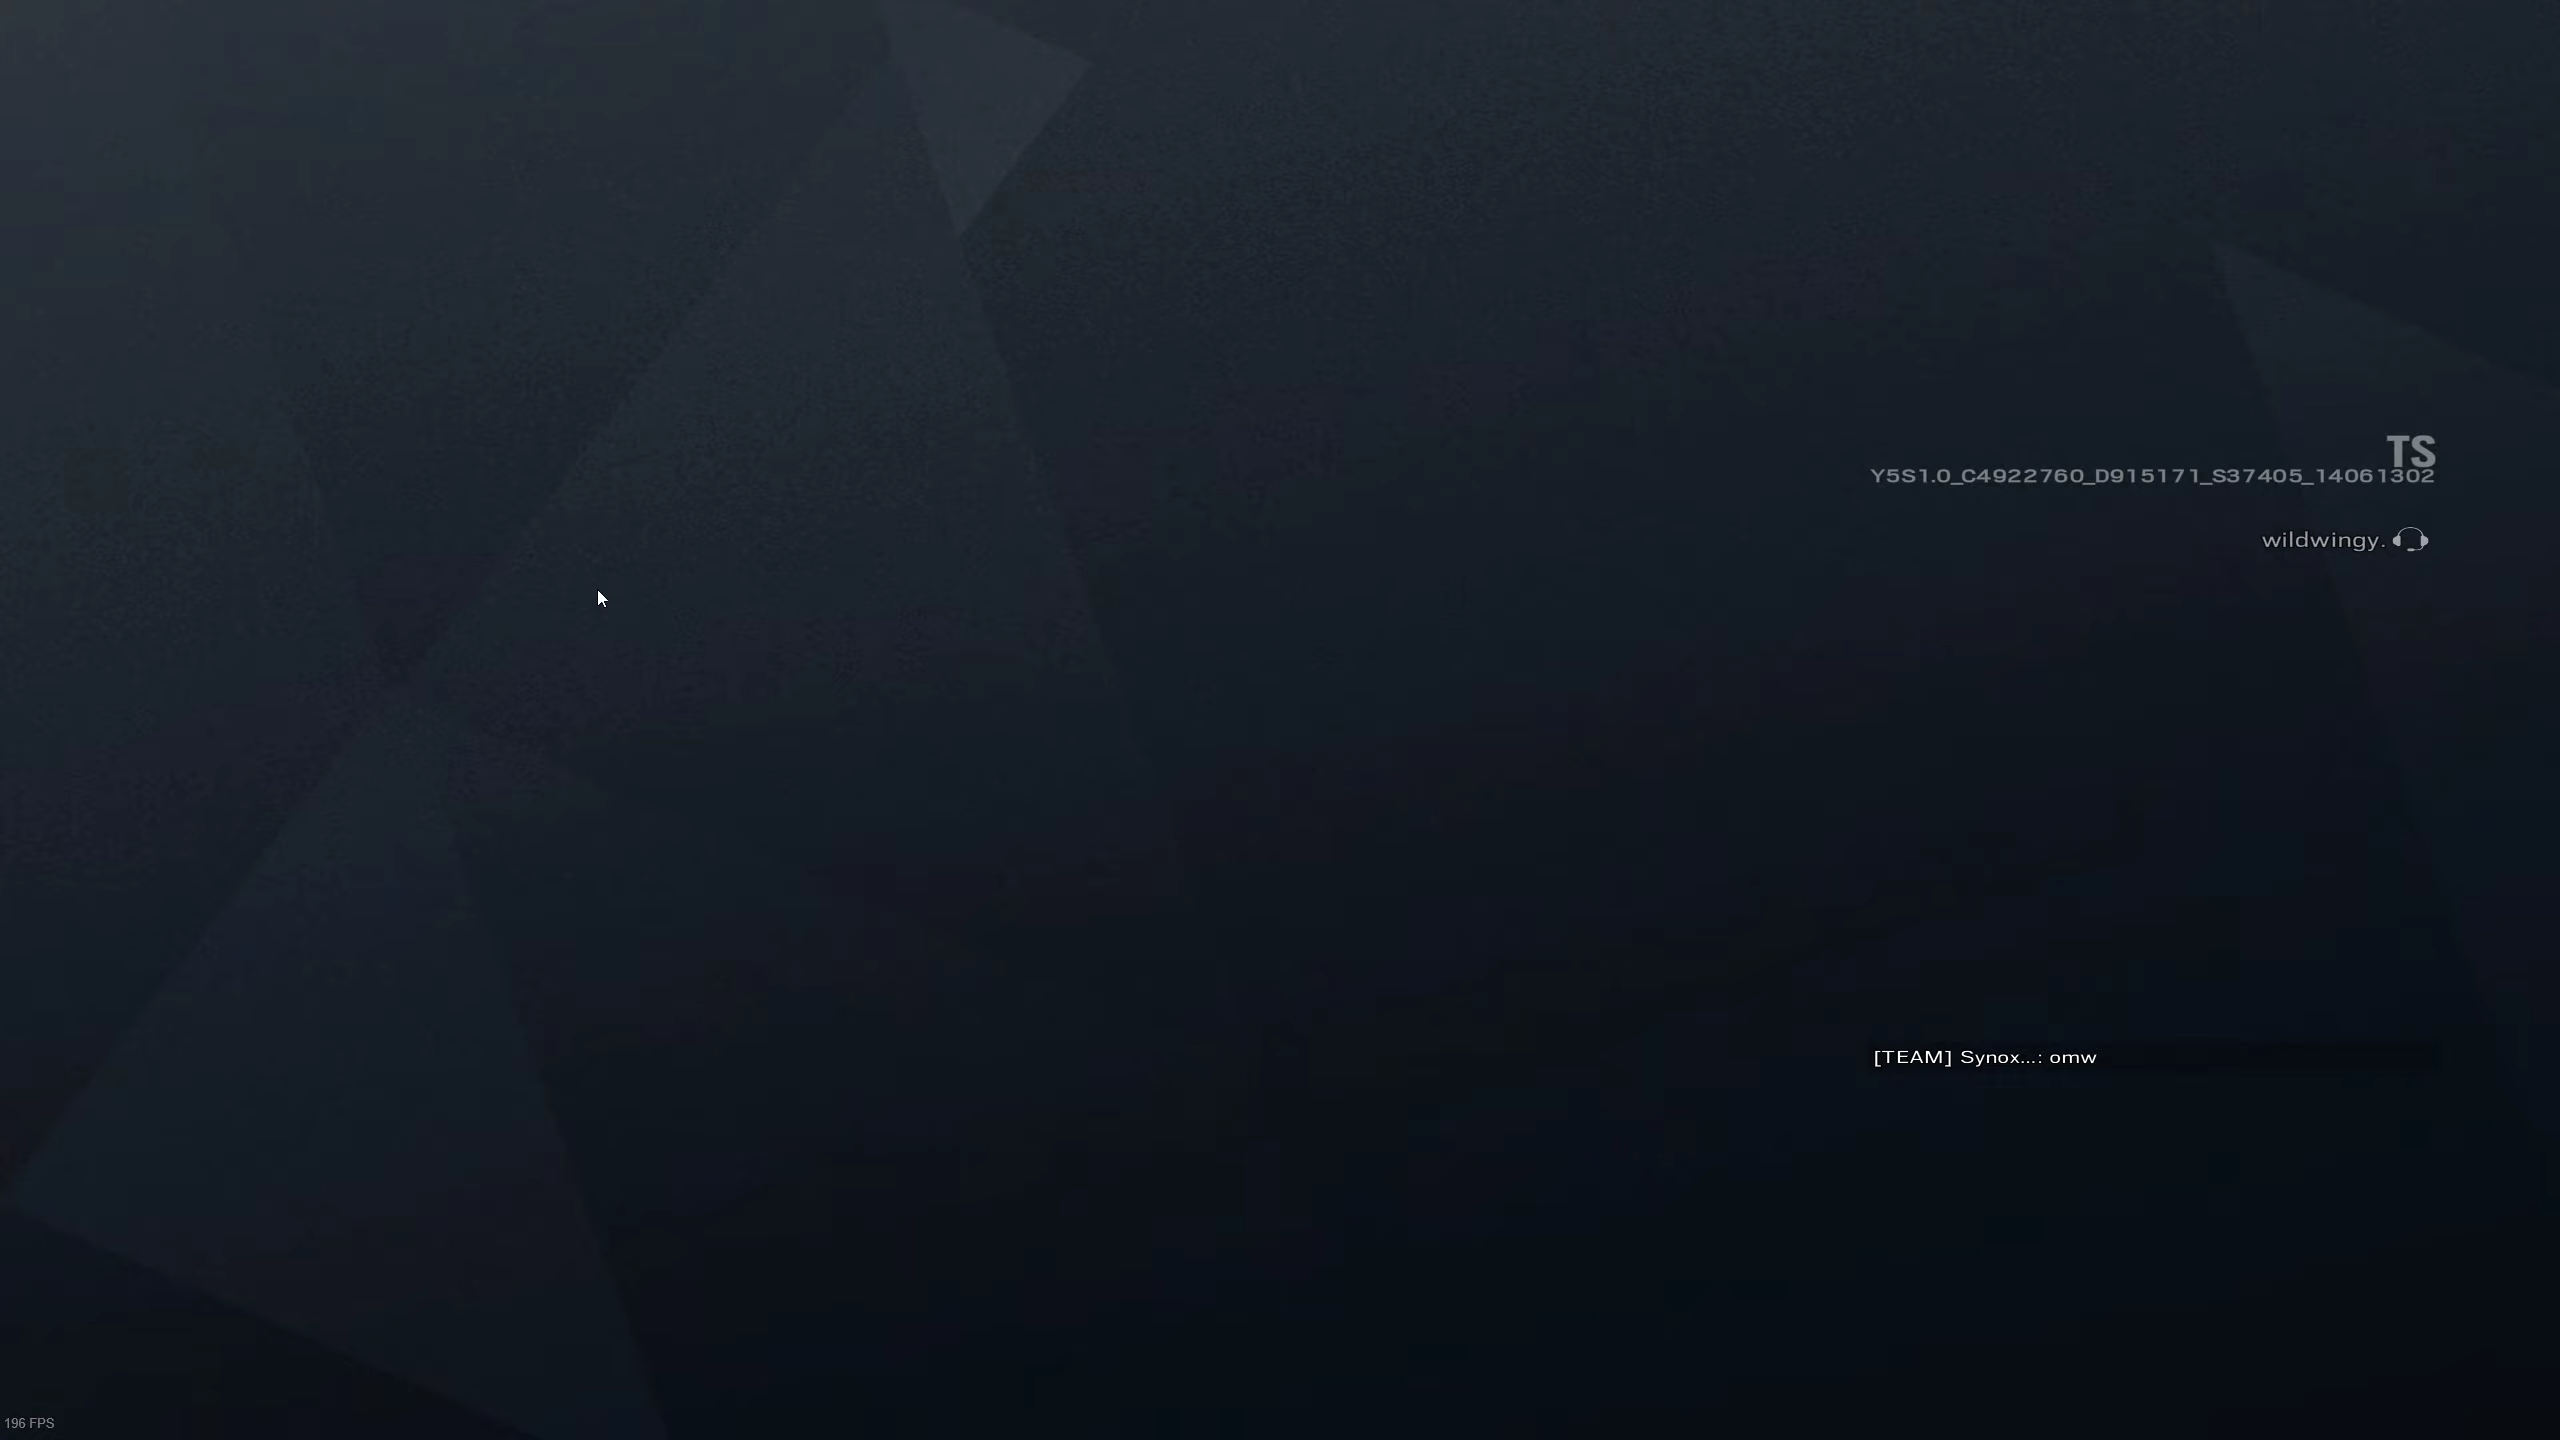 TS
Y5S1.0_C4922760_D915171_S37405_14061302
wildwingy.
[TEAM] Synox...: omw
196 FPS